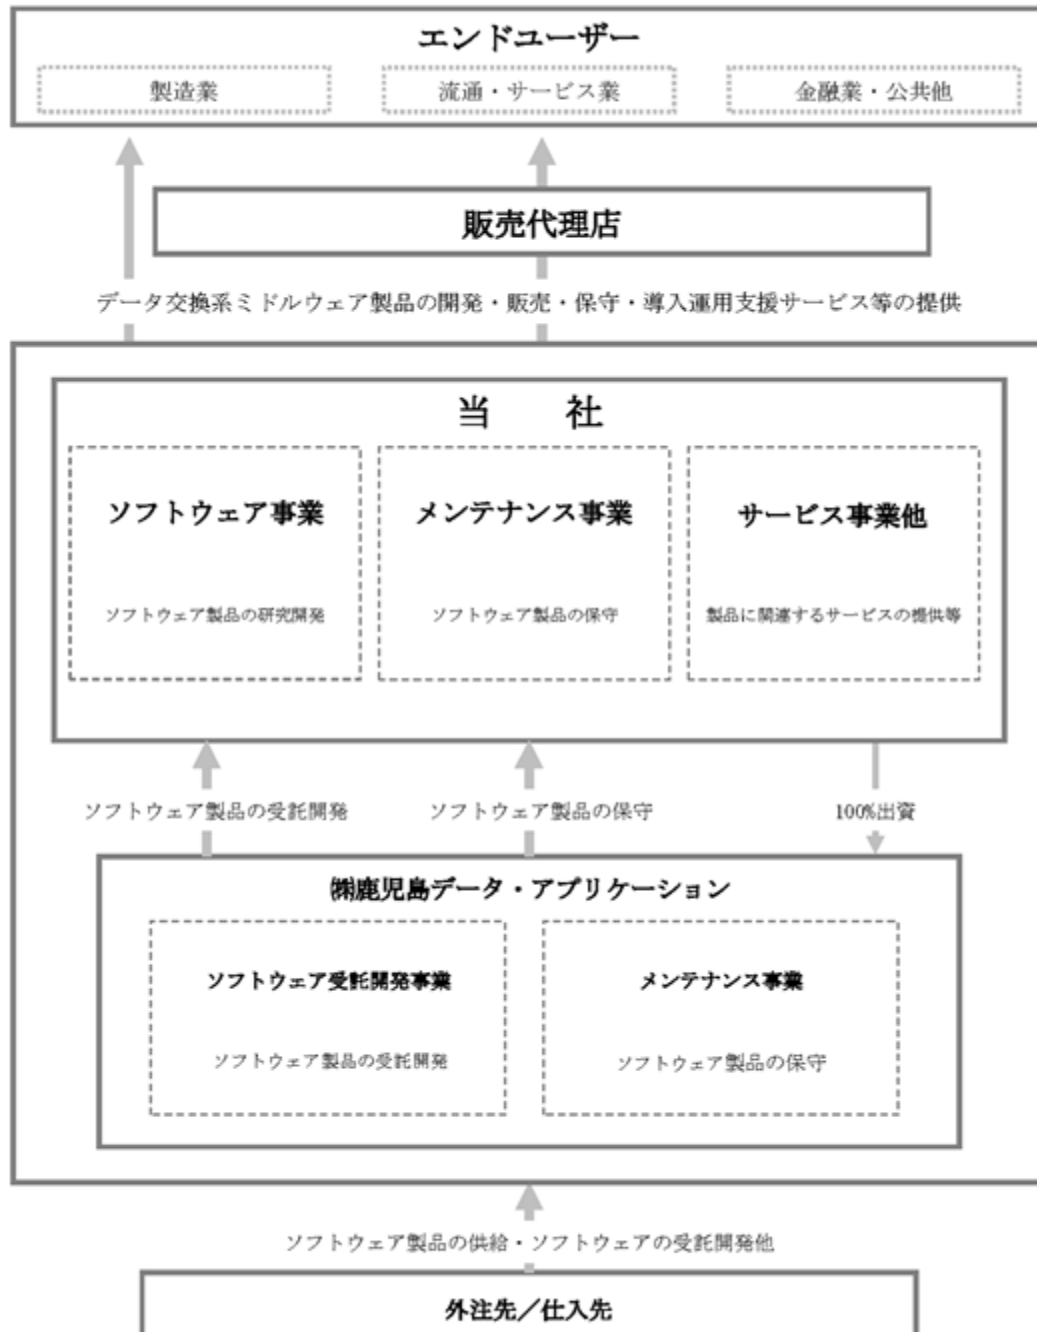 エンドユーザー
製造業 流通・サービス業 金融業・公共他
販売代理店
データ交換系ミドルウェア製品の開発・販売・保守・導入運用支援サービス等の提供
当　　社
ソフトウェア事業 メンテナンス事業 サービス事業他
ソフトウェア製品の研究開発 ソフトウェア製品の保守 製品に関連するサービスの提供等
ソフトウェア製品の受託開発 ソフトウェア製品の保守 100%出資
㈱鹿児島データ・アプリケーション
ソフトウェア受託開発事業 メンテナンス事業
ソフトウェア製品の受託開発 ソフトウェア製品の保守
ソフトウェア製品の供給・ソフトウェアの受託開発他
外注先／仕入先